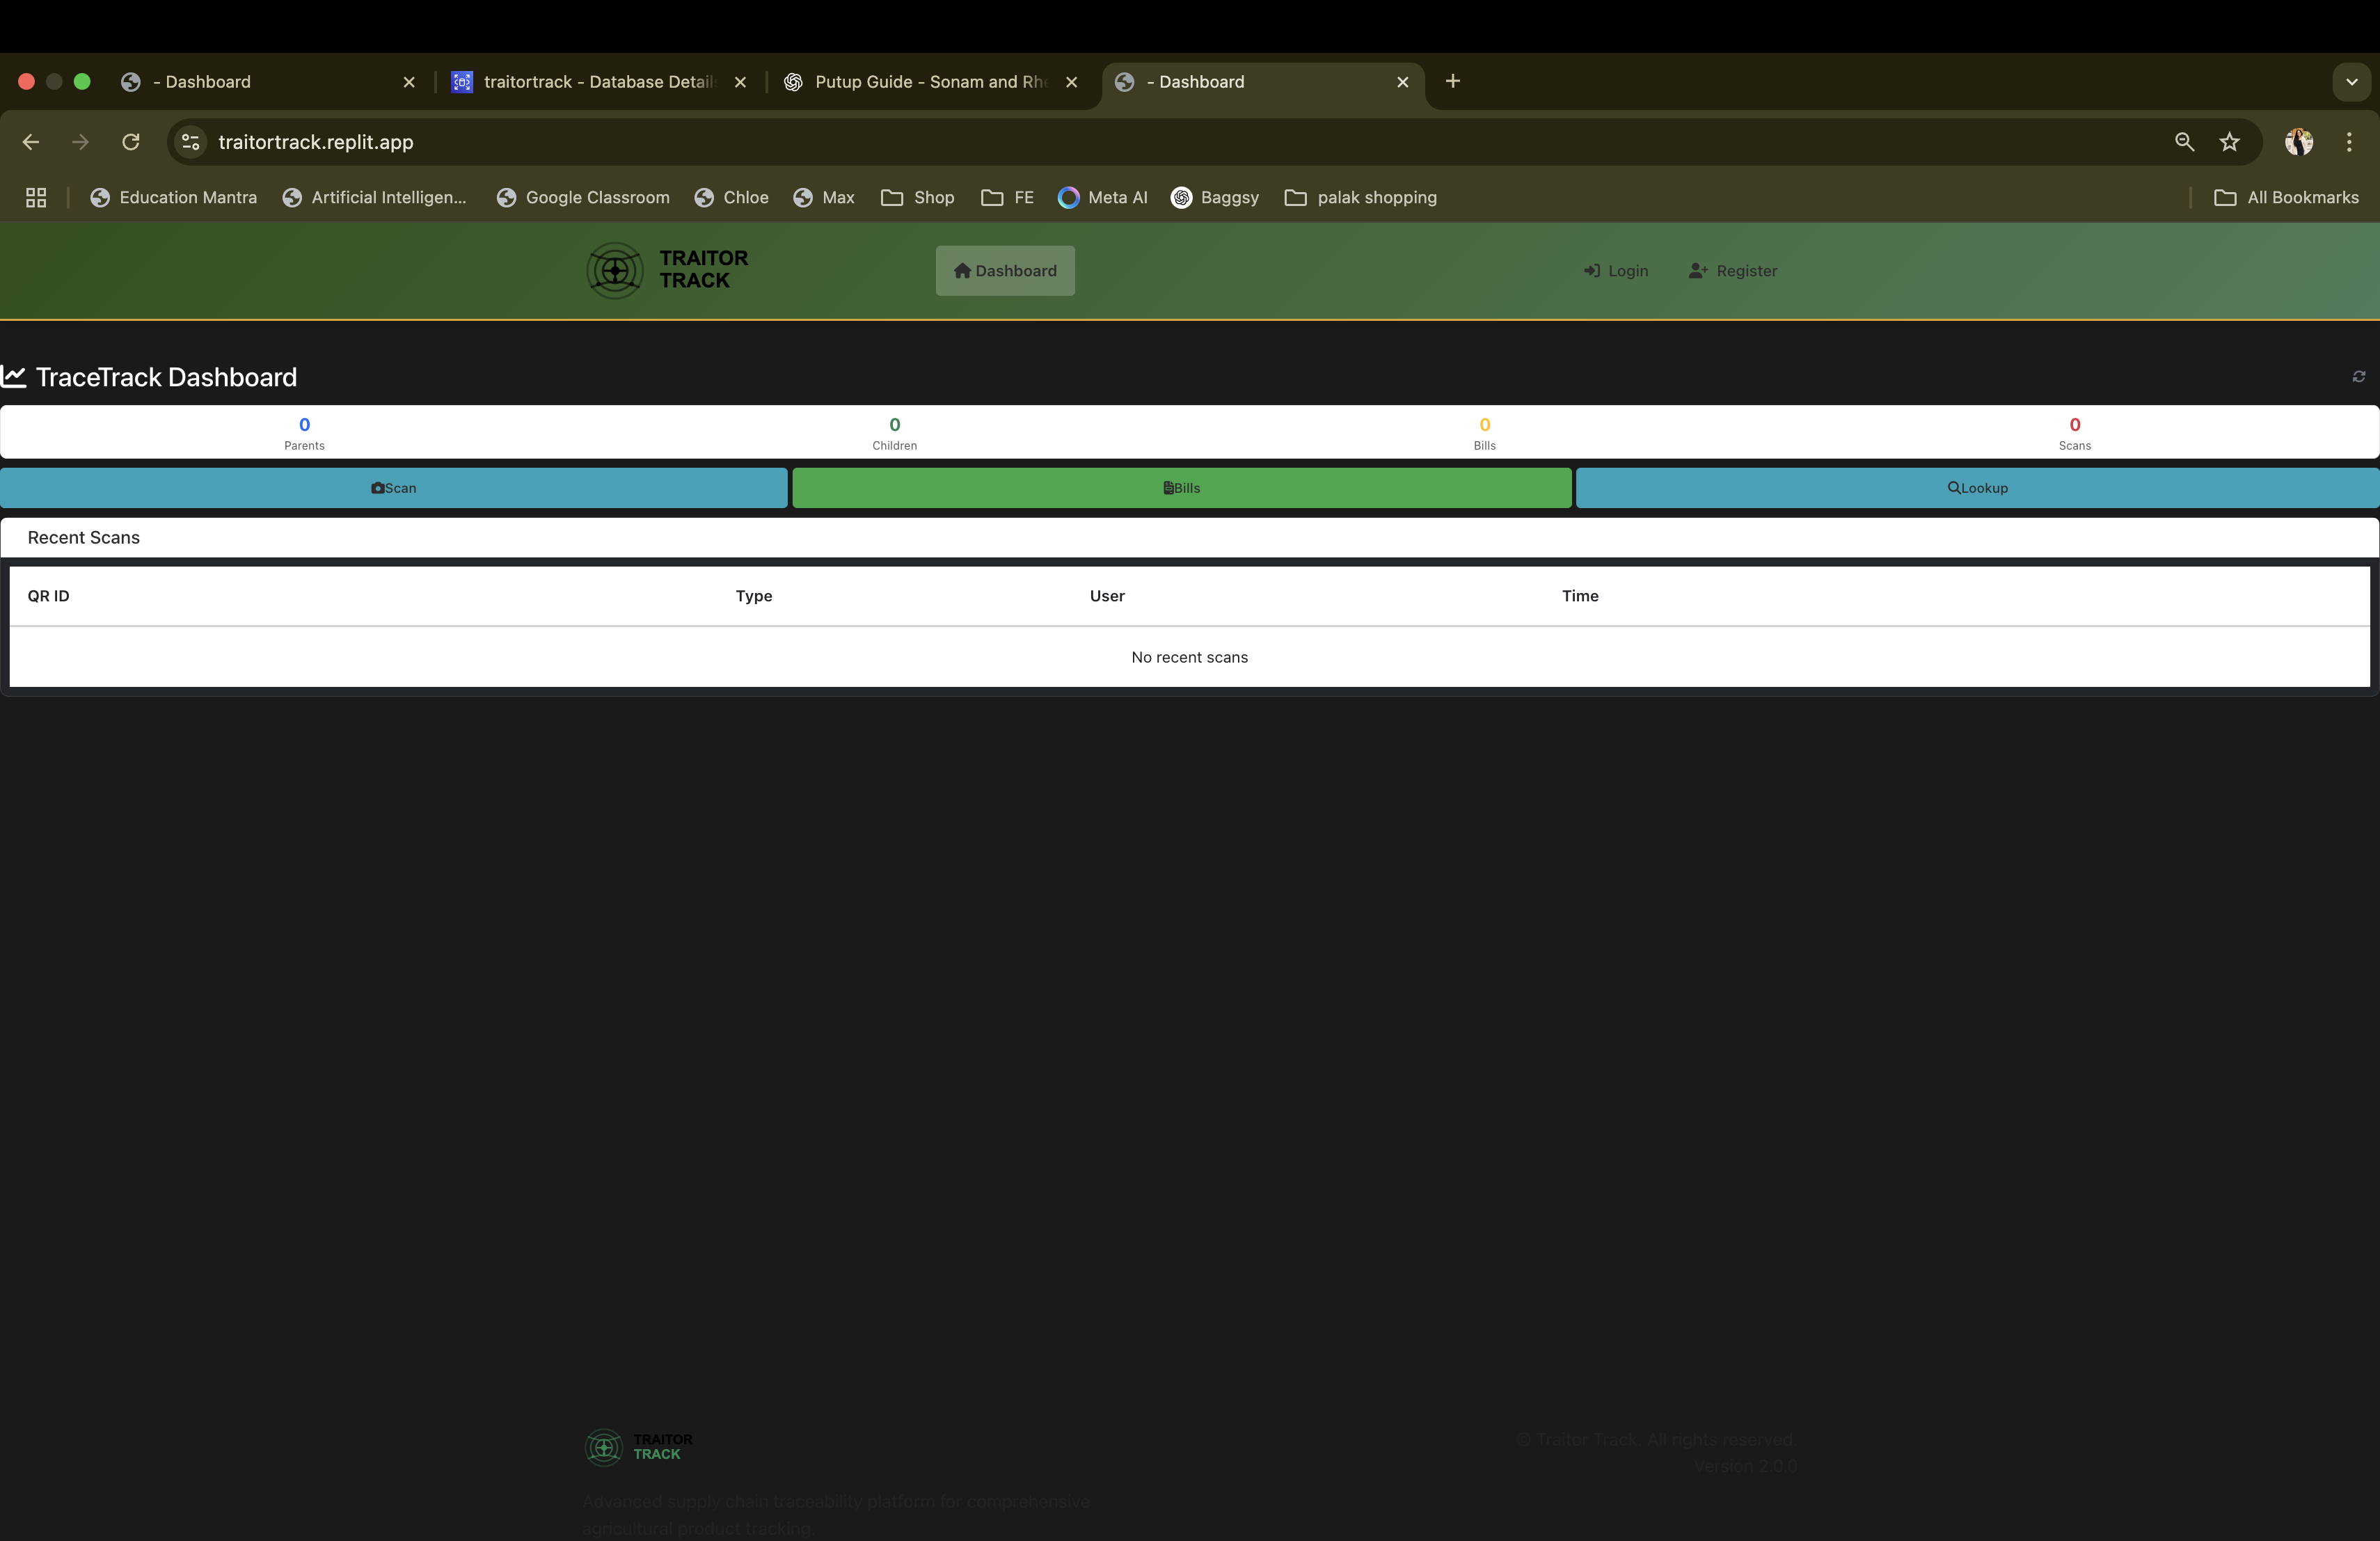 - Dashboard
traitortrack - Database Details
Putup Guide - Sonam and Rh
- Dashboard
traitortrack.replit.app
Education Mantra
Artificial Intelligen...
Google Classroom
Chloe
Max
Shop
FE
Meta AI
Baggsy
palak shopping
All Bookmarks
TRAITOR
TRACK
Dashboard
Login
Register
TraceTrack Dashboard
0
Parents
0
Children
0
Bills
0
Scans
Scan
Bills
Lookup
Recent Scans
QR ID
Type
User
Time
No recent scans
TRAITOR
TRACK
© Traitor Track. All rights reserved.
Version 2.0.0
Advanced supply chain traceability platform for comprehensive
agricultural product tracking.